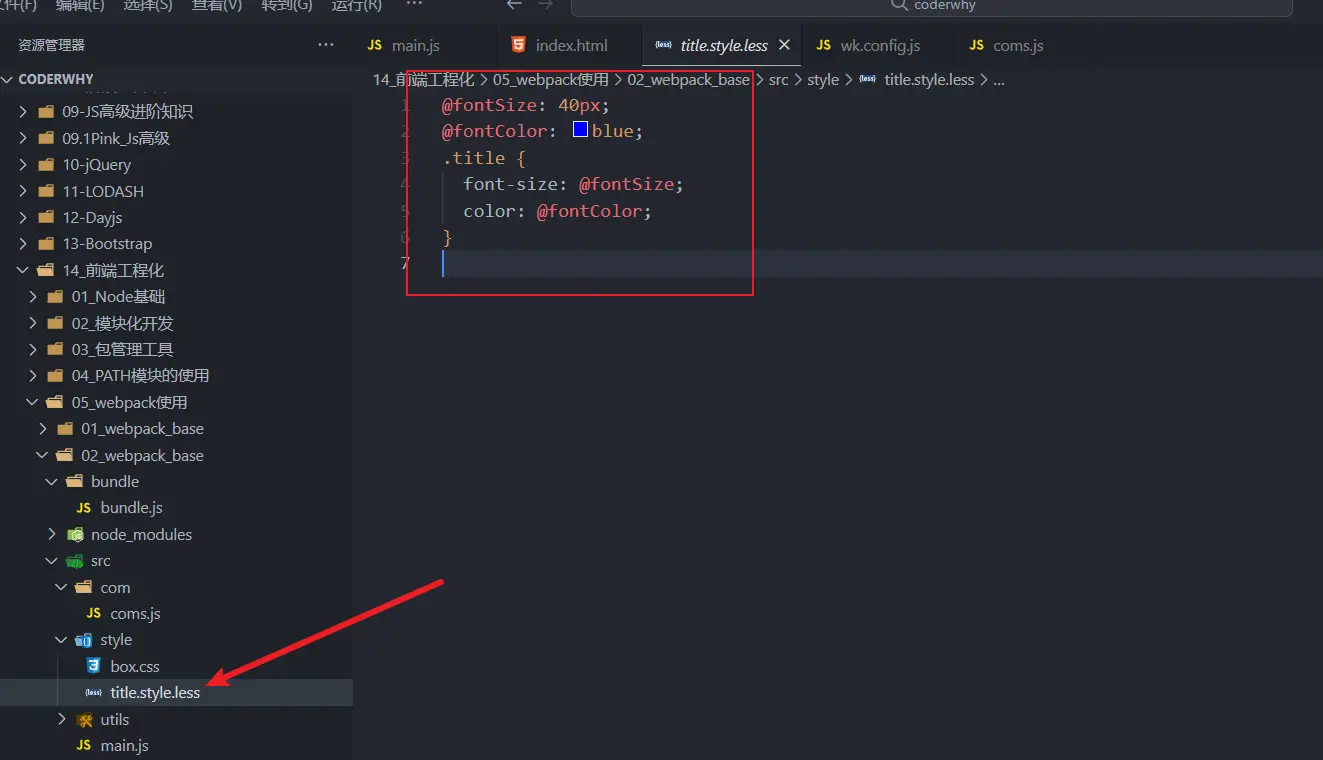 文件(F) 编辑(E) 选择(S) 查看(V) 转到(G) 运行(R) ··· ← → coderwhy
资源管理器 ···
JS main.js index.html {less} title.style.less × JS wk.config.js JS coms.js
CODERWHY
14_前端工程化 > 05_webpack使用 > 02_webpack_base > src > style > {less} title.style.less > ...
09-JS高级进阶知识
09.1Pink_Js高级
10-jQuery
11-LODASH
12-Dayjs
13-Bootstrap
14_前端工程化
01_Node基础
02_模块化开发
03_包管理工具
04_PATH模块的使用
05_webpack使用
01_webpack_base
02_webpack_base
bundle
JS bundle.js
node_modules
src
com
JS coms.js
style
box.css
{less} title.style.less
utils
JS main.js
1 @fontSize: 40px;
2 @fontColor: blue;
3 .title {
4 font-size: @fontSize;
5 color: @fontColor;
6 }
7